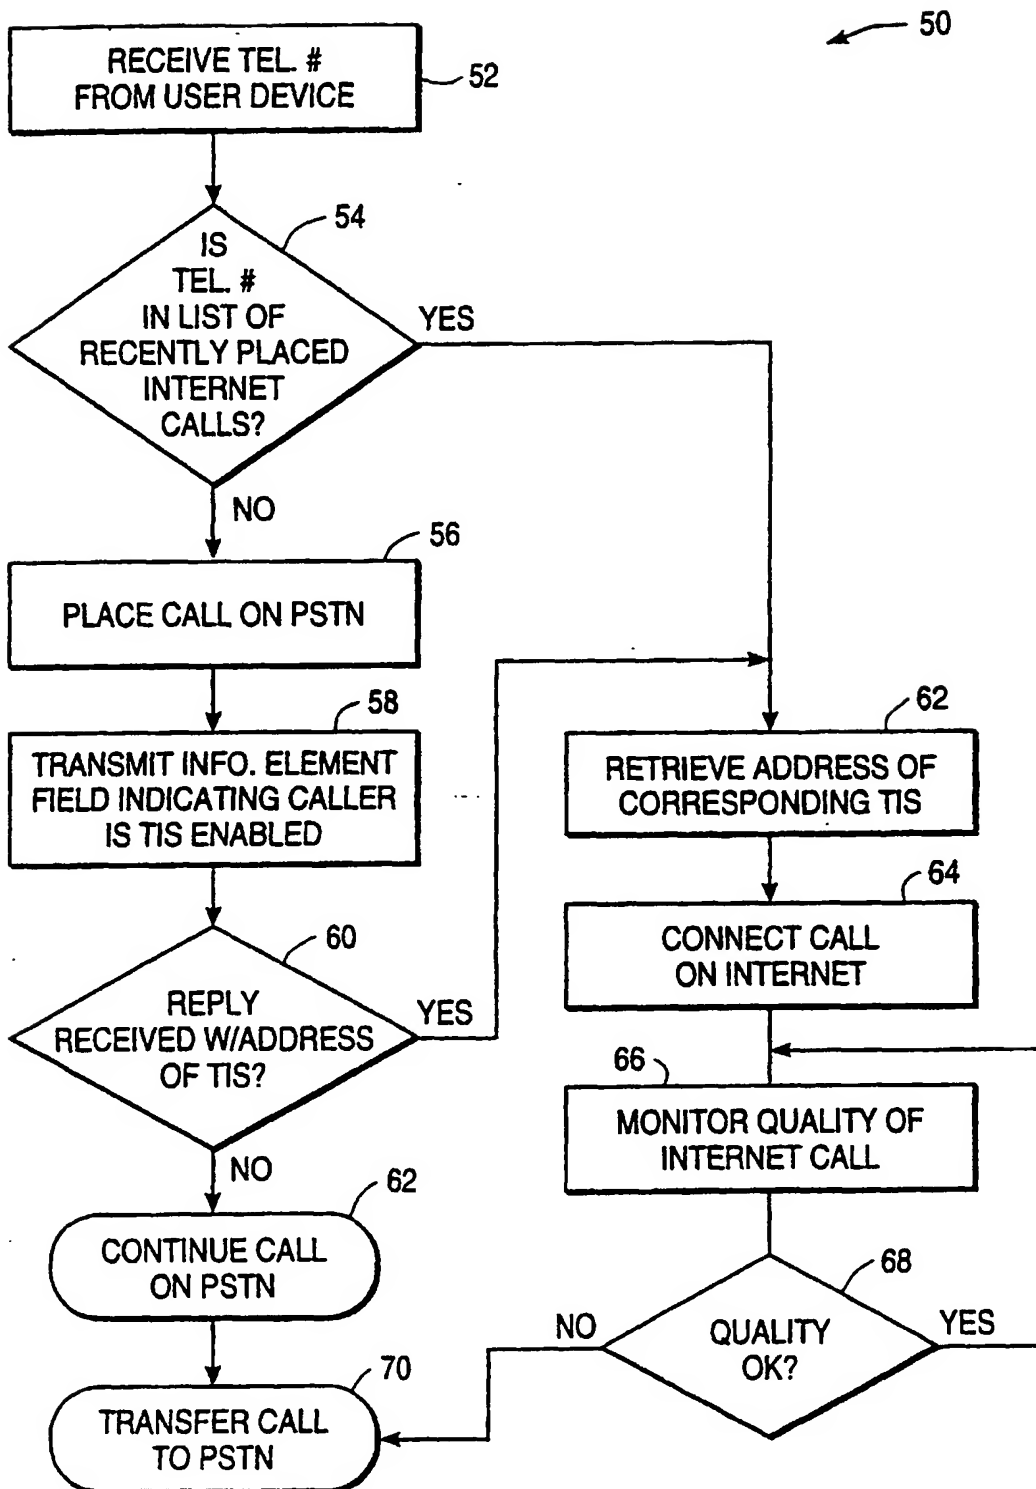 50
RECEIVE TEL. #
FROM USER DEVICE
52
54
IS
TEL. #
IN LIST OF
RECENTLY PLACED
INTERNET
CALLS?
YES
NO
56
PLACE CALL ON PSTN
58
TRANSMIT INFO. ELEMENT
FIELD INDICATING CALLER
IS TIS ENABLED
60
REPLY
RECEIVED W/ADDRESS
OF TIS?
YES
NO
62
CONTINUE CALL
ON PSTN
70
TRANSFER CALL
TO PSTN
62
RETRIEVE ADDRESS OF
CORRESPONDING TIS
64
CONNECT CALL
ON INTERNET
66
MONITOR QUALITY OF
INTERNET CALL
68
QUALITY
OK?
NO
YES